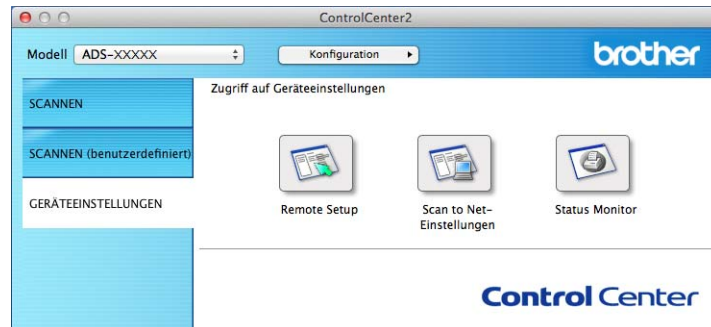 ControlCenter2
Modell ADS-XXXXX Konfiguration brother
SCANNEN
SCANNEN (benutzerdefiniert)
GERÄTEEINSTELLUNGEN
Zugriff auf Geräteeinstellungen
Remote Setup
Scan to Net-
Einstellungen
Status Monitor
Control Center